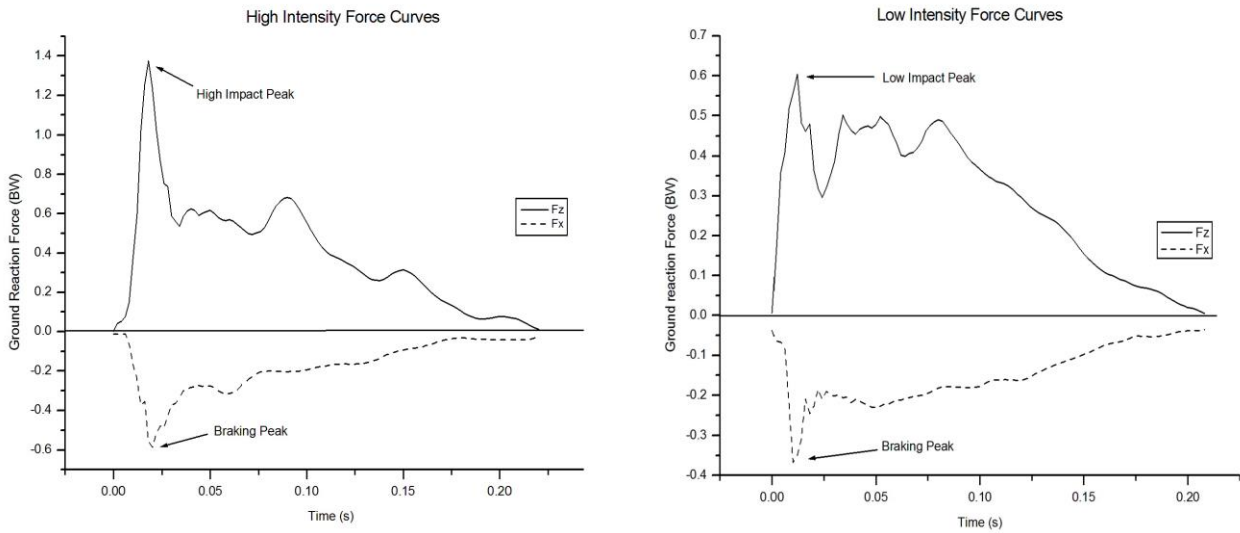 High Intensity Force Curves
Ground Reaction Force (BW)
1.4
1.2
1.0
0.8
0.6
0.4
0.2
0.0
-0.2
-0.4
-0.6
High Impact Peak
Fz
Fx
Braking Peak
0.00
0.05
0.10
0.15
0.20
Time (s)
Low Intensity Force Curves
Ground reaction Force (BW)
0.7
0.6
0.5
0.4
0.3
0.2
0.1
0.0
-0.1
-0.2
-0.3
-0.4
Low Impact Peak
Fz
Fx
Braking Peak
0.00
0.05
0.10
0.15
0.20
Time (s)